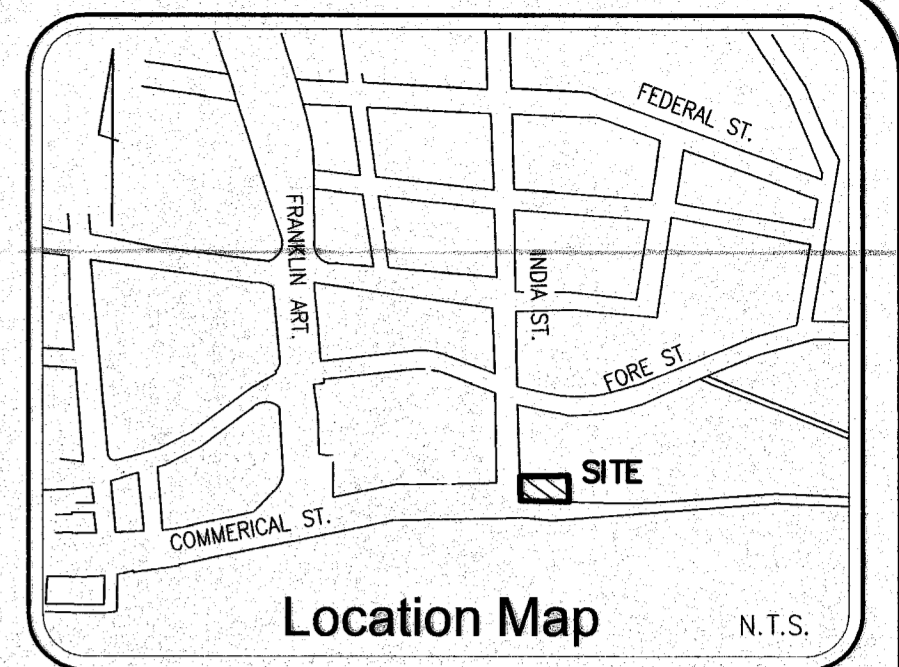 FEDERAL ST.
FRANKLIN ART.
INDIA ST.
FORE ST
SITE
COMMERICAL ST.
Location Map
N.T.S.